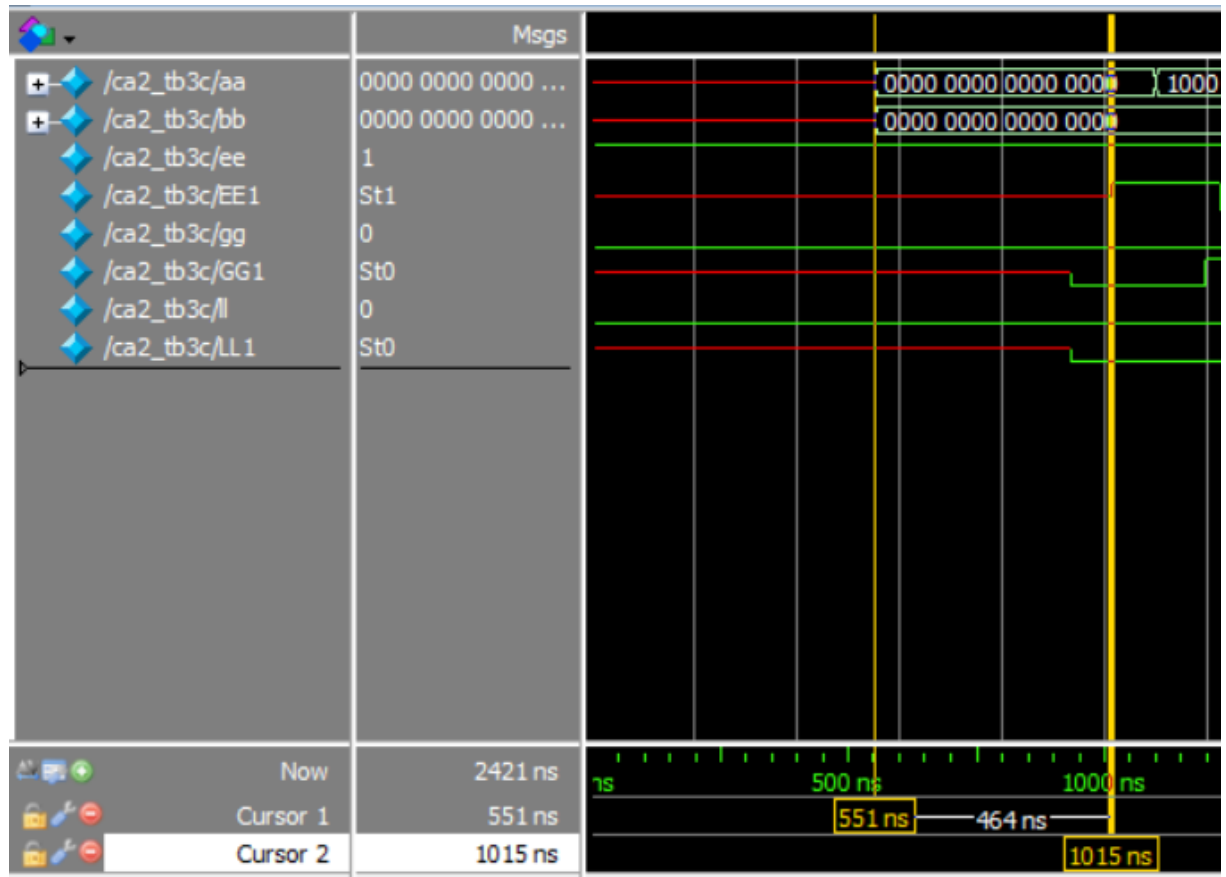 Msgs
/ca2_tb3c/aa 0000 0000 0000 ... 0000 0000 0000 000 1000
/ca2_tb3c/bb 0000 0000 0000 ... 0000 0000 0000 000
/ca2_tb3c/ee 1
/ca2_tb3c/EE1 St1
/ca2_tb3c/gg 0
/ca2_tb3c/GG1 St0
/ca2_tb3c/ll 0
/ca2_tb3c/LL1 St0
Now 2421 ns ns 500 ns 1000 ns
Cursor 1 551 ns 551 ns 464 ns
Cursor 2 1015 ns 1015 ns